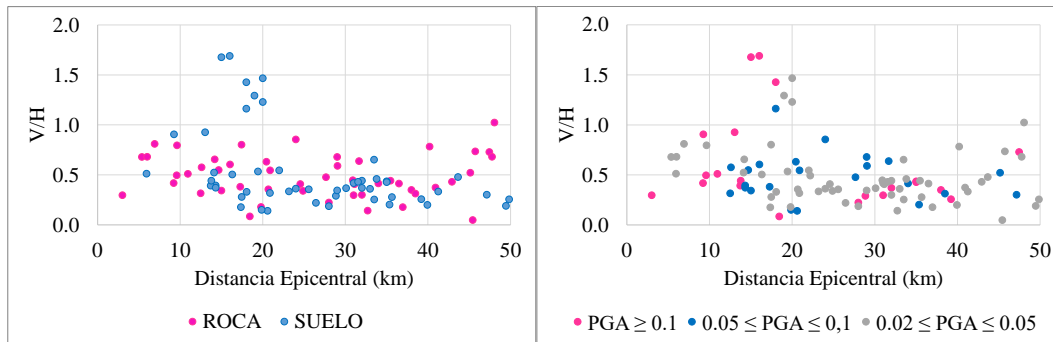 2.0
1.5
1.0
0.5
0.0
V/H
0 10 20 30 40 50
Distancia Epicentral (km)
ROCA SUELO
2.0
1.5
1.0
0.5
0.0
V/H
0 10 20 30 40 50
Distancia Epicentral (km)
PGA ≥ 0.1 0.05 ≤ PGA ≤ 0,1 0.02 ≤ PGA ≤ 0.05